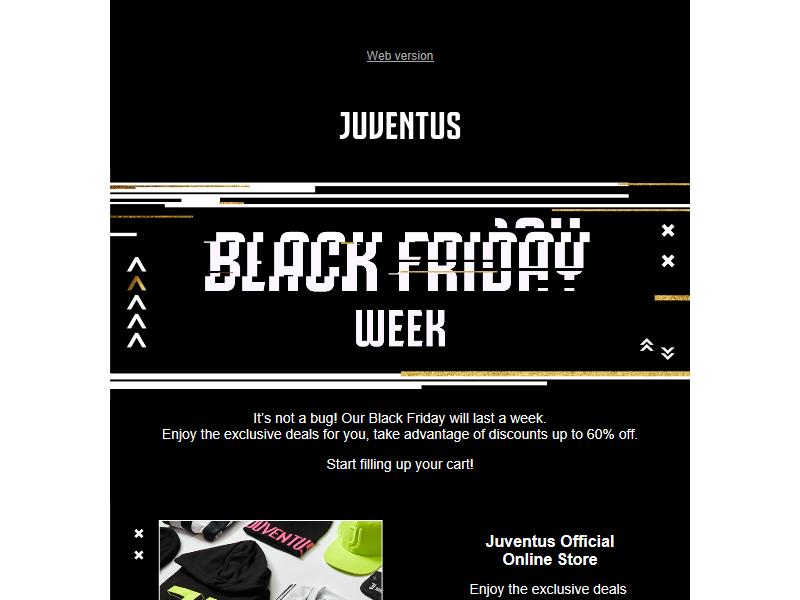 Web version
JUVENTUS
BLACK FRIDAY
WEEK
It's not a bug! Our Black Friday will last a week.
Enjoy the exclusive deals for you, take advantage of discounts up to 60% off.
Start filling up your cart!
JUVENTUS
Juventus Official
Online Store
Enjoy the exclusive deals